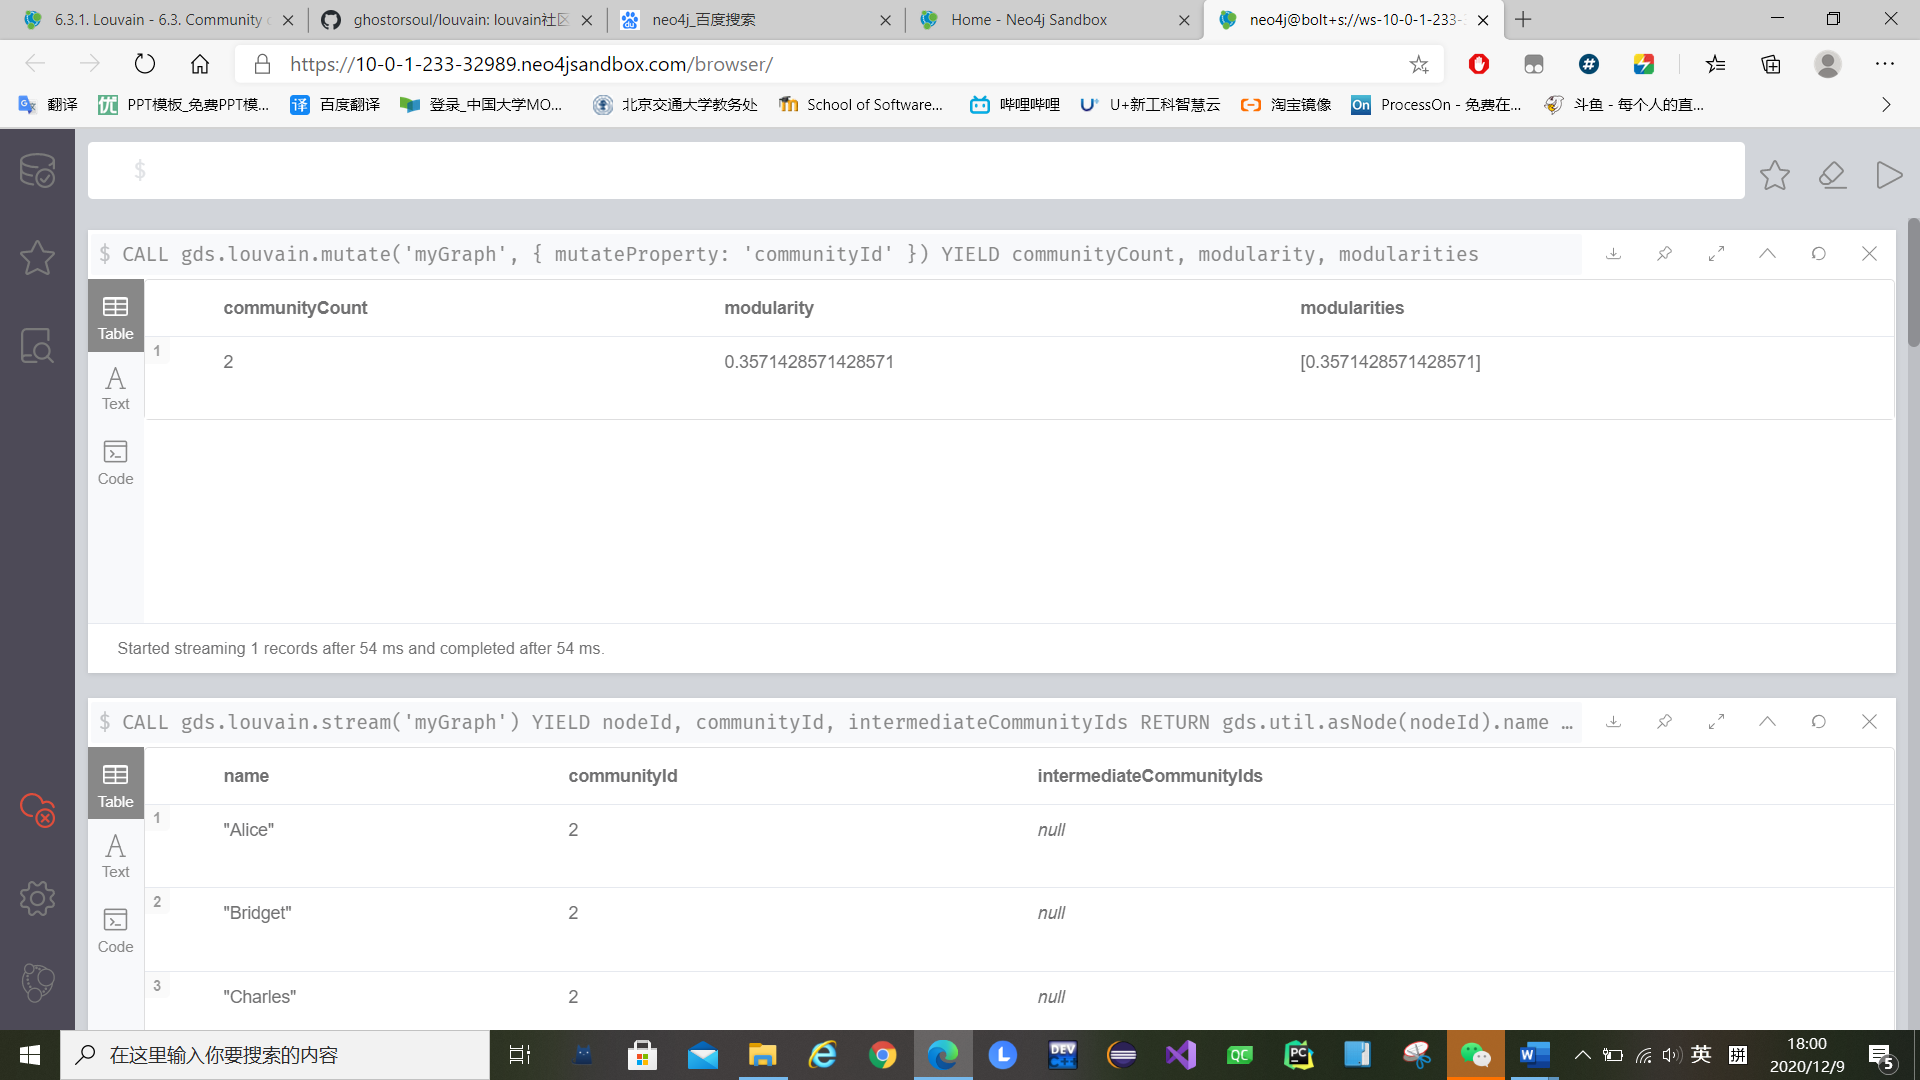 6.3.1. Louvain - 6.3. Community
ghostorsoul/louvain: louvain社区
neo4j_百度搜索
Home - Neo4j Sandbox
neo4j@bolt+s://ws-10-0-1-233-
https://10-0-1-233-32989.neo4jsandbox.com/browser/
翻译
PPT模板_免费PPT模...
百度翻译
登录_中国大学MO...
北京交通大学教务处
School of Software...
哔哩哔哩
U+新工科智慧云
淘宝镜像
ProcessOn - 免费在...
斗鱼 - 每个人的直...
$
$ CALL gds.louvain.mutate('myGraph', { mutateProperty: 'communityId' }) YIELD communityCount, modularity, modularities
Table
Text
Code
communityCount modularity modularities
1 2 0.3571428571428571 [0.3571428571428571]
Started streaming 1 records after 54 ms and completed after 54 ms.
$ CALL gds.louvain.stream('myGraph') YIELD nodeId, communityId, intermediateCommunityIds RETURN gds.util.asNode(nodeId).name …
Table
Text
Code
name communityId intermediateCommunityIds
1 "Alice" 2 null
2 "Bridget" 2 null
3 "Charles" 2 null
在这里输入你要搜索的内容
英
拼
18:00
2020/12/9
5